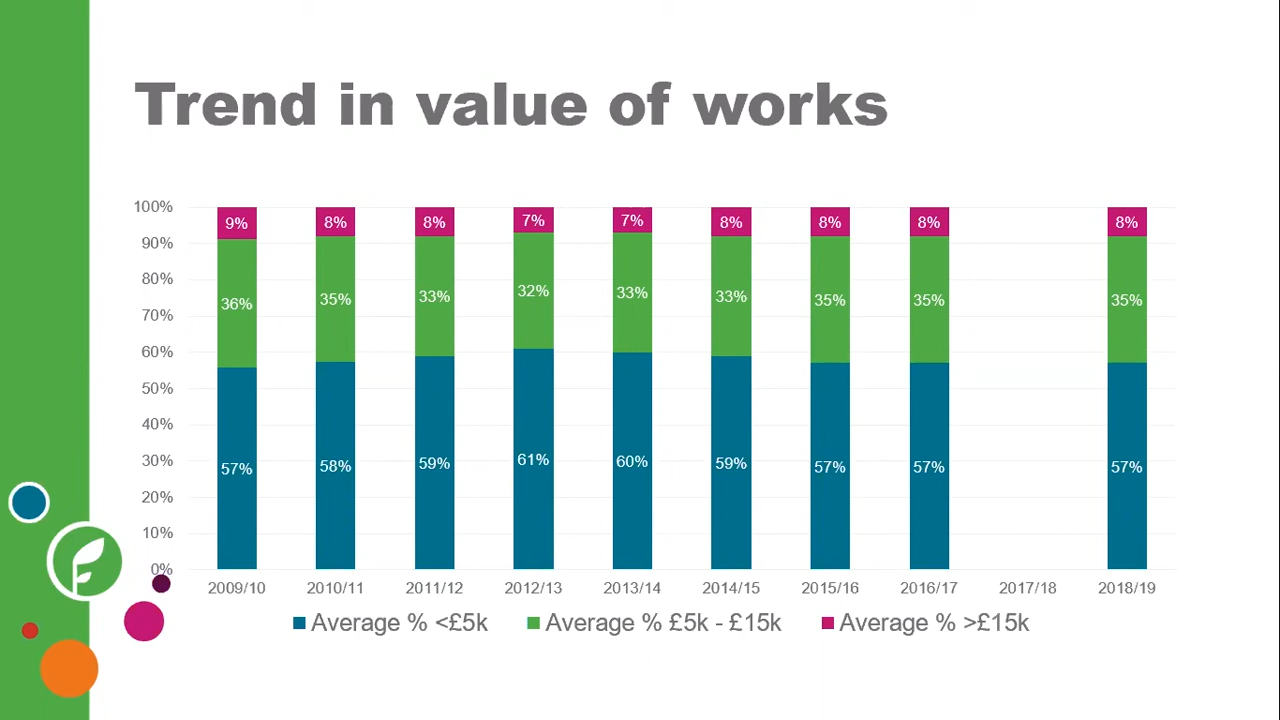 Trend in value of works
100%
90%
80%
70%
60%
50%
40%
30%
20%
10%
0%
9% 8% 8% 7% 7% 8% 8% 8% 8%
36% 35% 33% 32% 33% 33% 35% 35% 35%
57% 58% 59% 61% 60% 59% 57% 57% 57%
2009/10 2010/11 2011/12 2012/13 2013/14 2014/15 2015/16 2016/17 2017/18 2018/19
Average % <£5k Average % £5k - £15k Average % >£15k